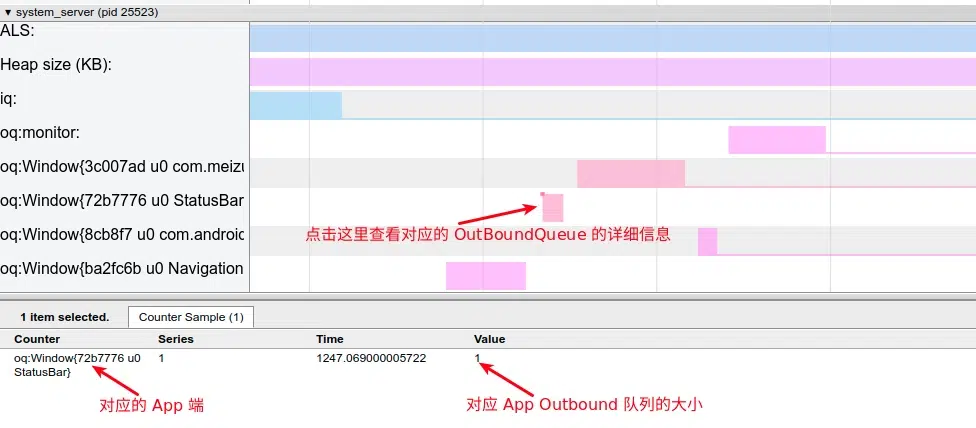 ▼ system_server (pid 25523)
ALS:
Heap size (KB):
iq:
oq:monitor:
oq:Window{3c007ad u0 com.meizu
oq:Window{72b7776 u0 StatusBar
点击这里查看对应的 OutBoundQueue 的详细信息
oq:Window{8cb8f7 u0 com.android
oq:Window{ba2fc6b u0 Navigation
1 item selected. Counter Sample (1)
Counter Series Time Value
oq:Window{72b7776 u0 1 1247.069000005722 1
StatusBar}
对应的 App 端 对应 App Outbound 队列的大小